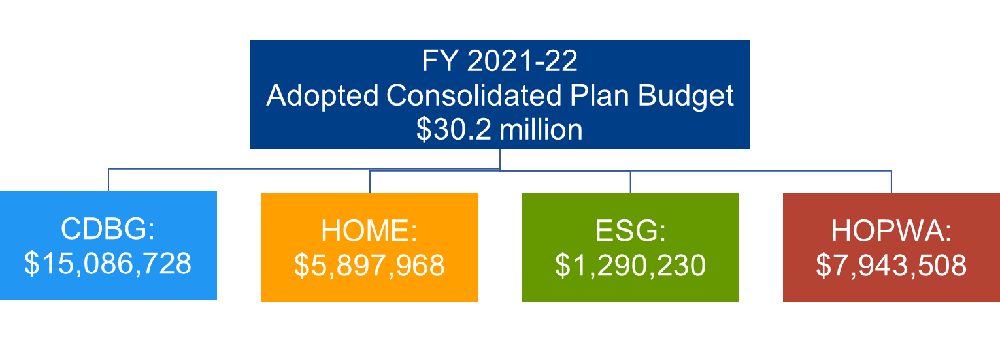 FY 2021-22
Adopted Consolidated Plan Budget
$30.2 million
CDBG:
$15,086,728
HOME:
$5,897,968
ESG:
$1,290,230
HOPWA:
$7,943,508